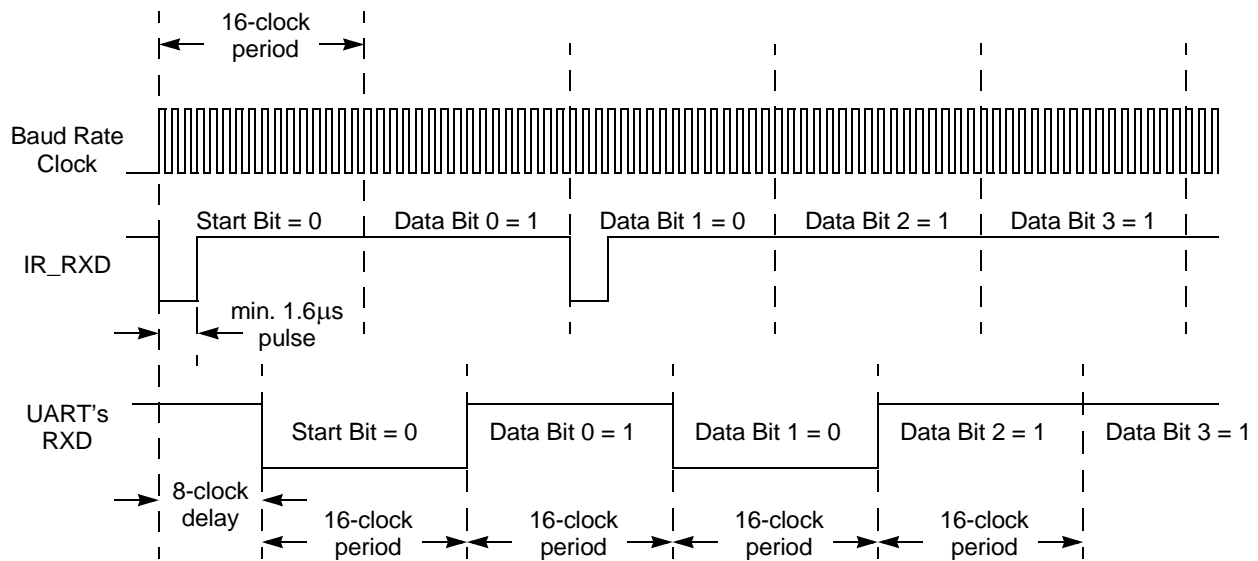 16-clock
period
Baud Rate
Clock
Start Bit = 0
Data Bit 0 = 1
Data Bit 1 = 0
Data Bit 2 = 1
Data Bit 3 = 1
IR_RXD
min. 1.6μs
pulse
UART's
RXD
Start Bit = 0
Data Bit 0 = 1
Data Bit 1 = 0
Data Bit 2 = 1
Data Bit 3 = 1
8-clock
delay
16-clock
period
16-clock
period
16-clock
period
16-clock
period